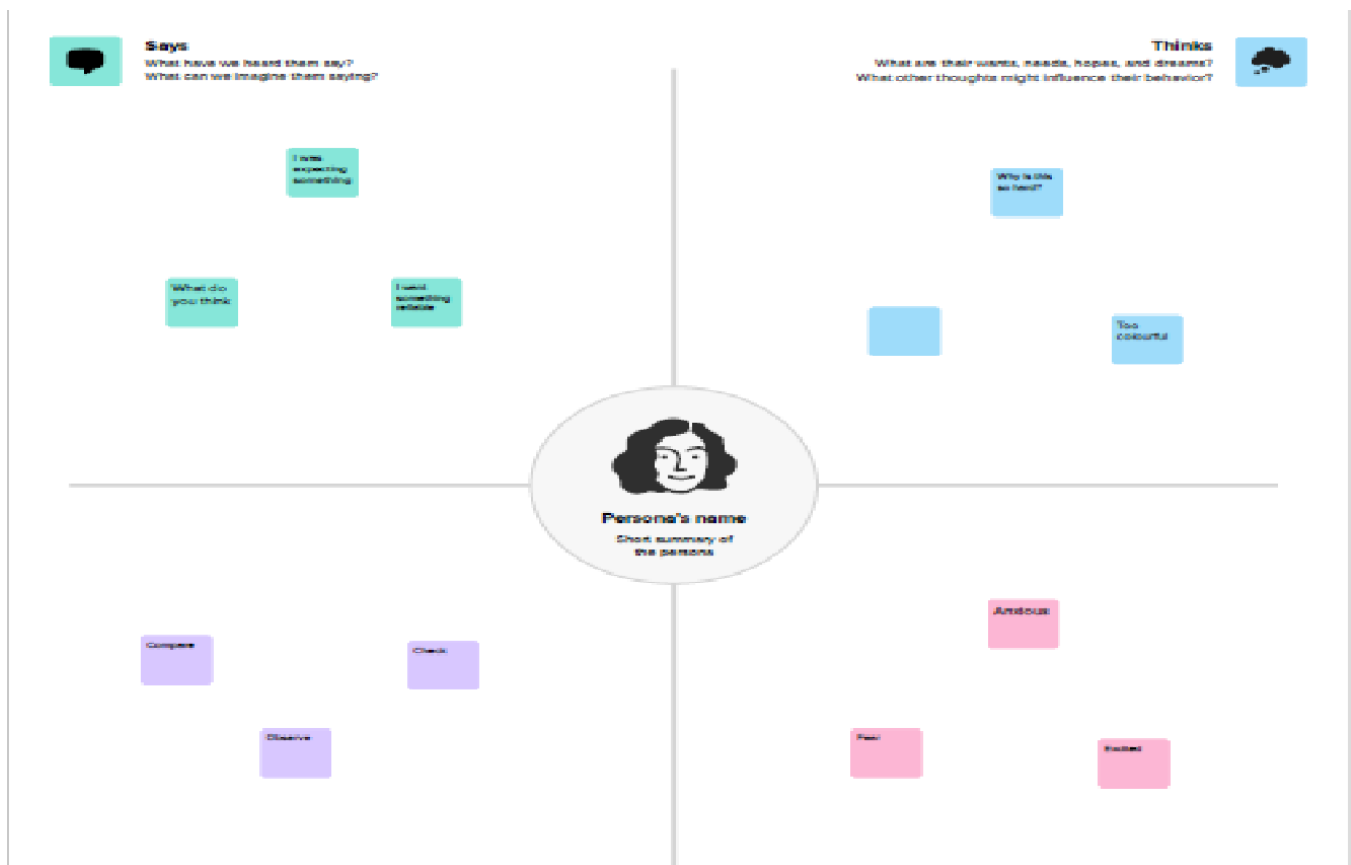 Says
What have we heard them say?
What can we imagine them saying?
Thinks
What are their wants, needs, hopes, and dreams?
What other thoughts might influence their behavior?
I was
expecting
something
Why is this
so hard?
What do
you think
I want
something
reliable
Too
colourful
Persona's name
Short summary of
the persona
Compare
Check
Observe
Anxious
Fear
Excited